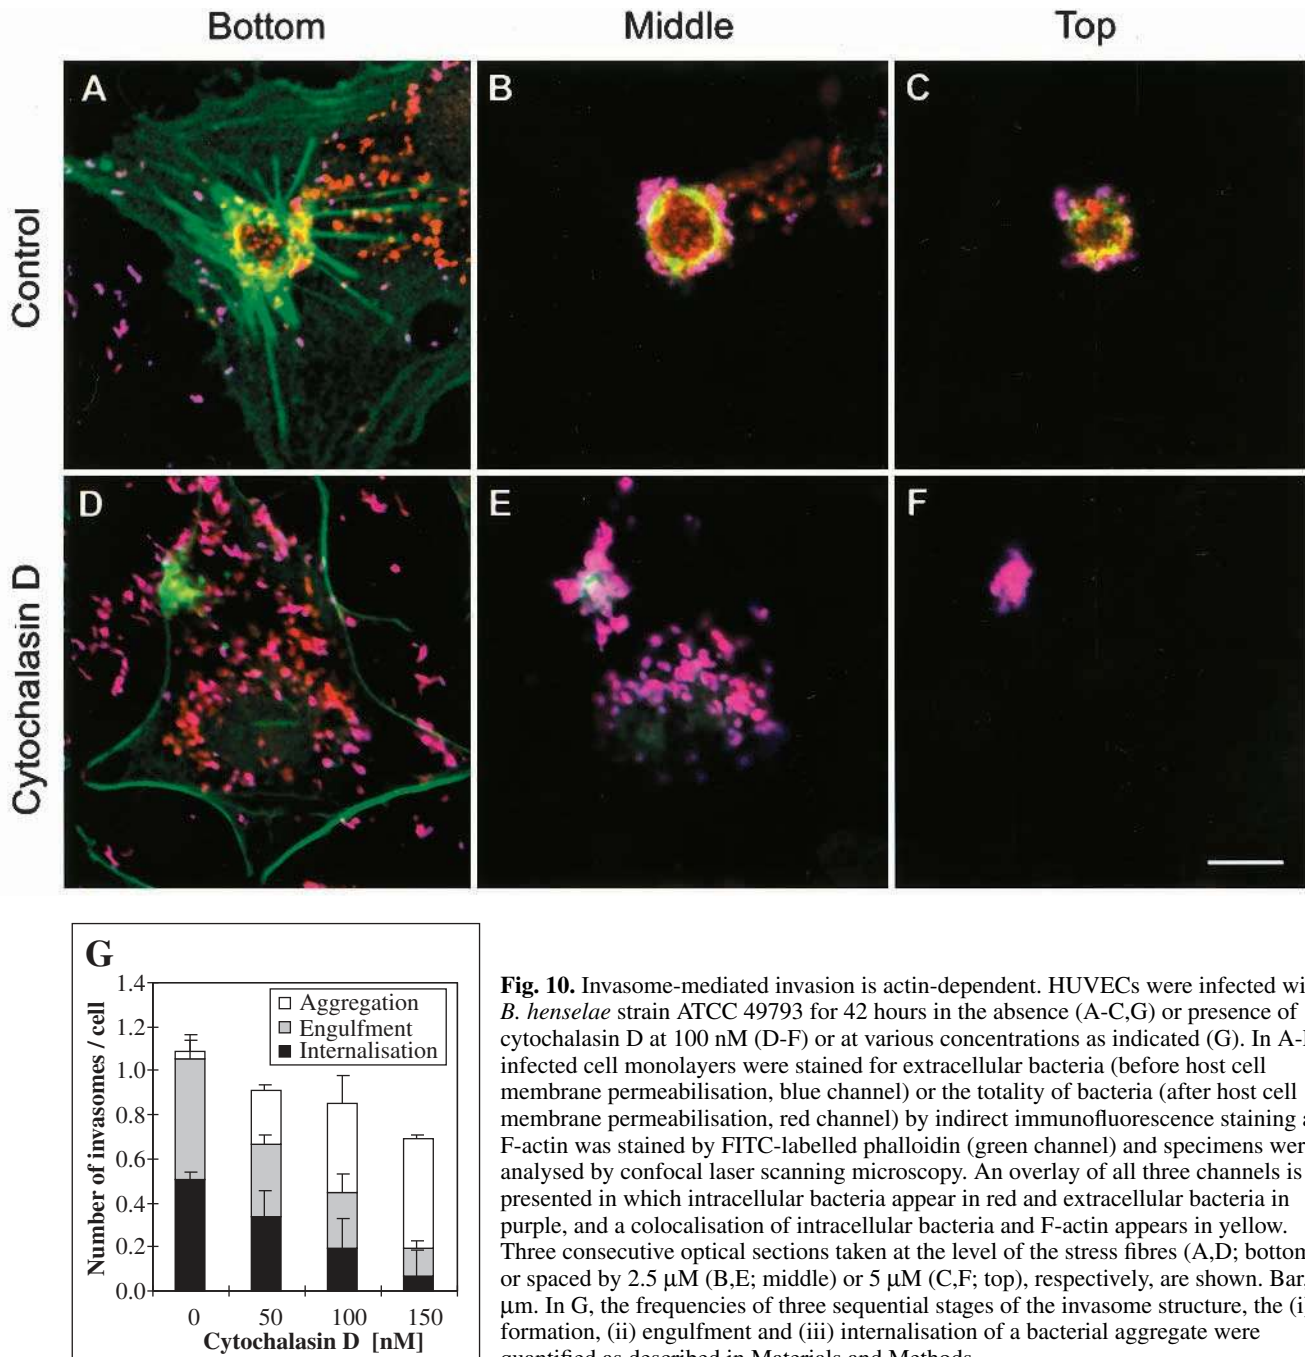 Bottom Middle Top
Control
A B C
Cytochalasin D
D E F
G
Number of invasomes / cell
1.4
1.2
1.0
0.8
0.6
0.4
0.2
0.0
Aggregation
Engulfment
Internalisation
0 50 100 150
Cytochalasin D [nM]
Fig. 10. Invasome-mediated invasion is actin-dependent. HUVECs were infected
B. henselae strain ATCC 49793 for 42 hours in the absence (A-C,G) or presence of
cytochalasin D at 100 nM (D-F) or at various concentrations as indicated (G). In
infected cell monolayers were stained for extracellular bacteria (before host cell
membrane permeabilisation, blue channel) or the totality of bacteria (after host cell
membrane permeabilisation, red channel) by indirect immunofluorescence staining
F-actin was stained by FITC-labelled phalloidin (green channel) and specimens were
analysed by confocal laser scanning microscopy. An overlay of all three channels is
presented in which intracellular bacteria appear in red and extracellular bacteria in
purple, and a colocalisation of intracellular bacteria and F-actin appears in yellow.
Three consecutive optical sections taken at the level of the stress fibres (A,D; bottom
or spaced by 2.5 μM (B,E; middle) or 5 μM (C,F; top), respectively, are shown. Bar,
μm. In G, the frequencies of three sequential stages of the invasome structure, the (i)
formation, (ii) engulfment and (iii) internalisation of a bacterial aggregate were
quantified as described in Materials and Methods